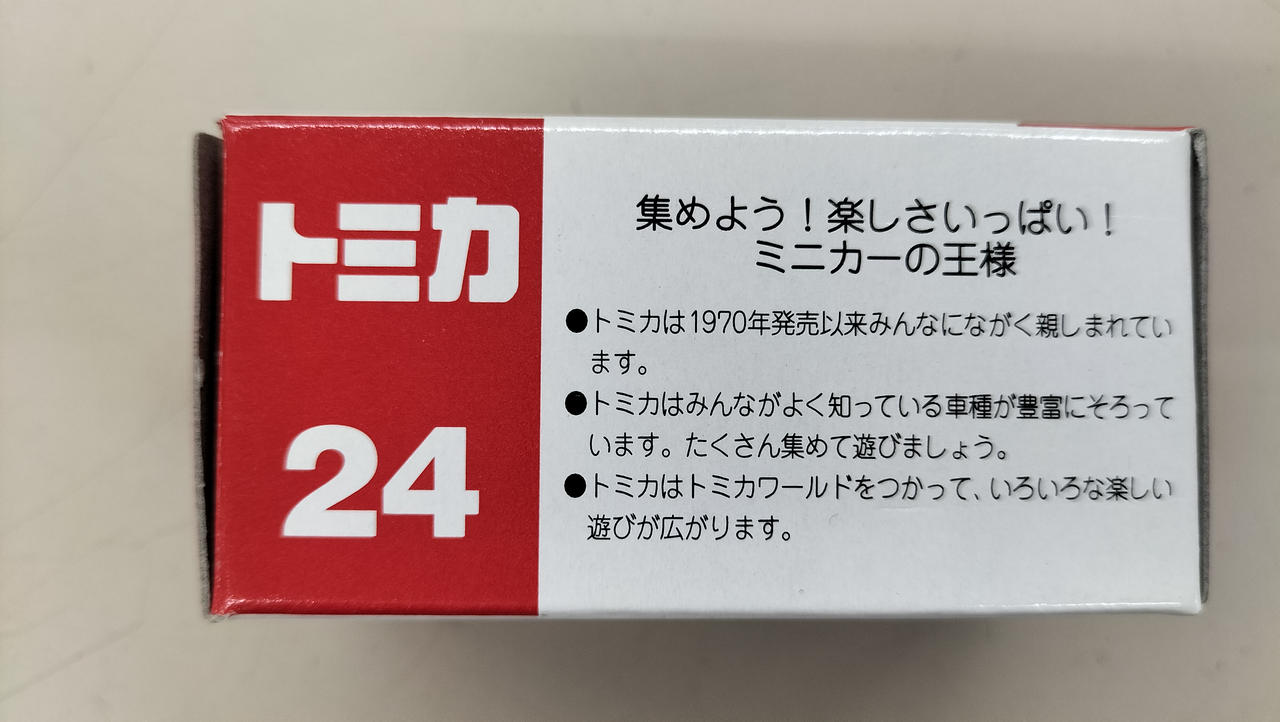 トミカ
24
集めよう！楽しさいっぱい！
ミニカーの王様
●トミカは1970年発売以来みんなにながく親しまれてい
ます。
●トミカはみんながよく知っている車種が豊富にそろって
います。たくさん集めて遊びましょう。
●トミカはトミカワールドをつかって、いろいろな楽しい
遊びが広がります。